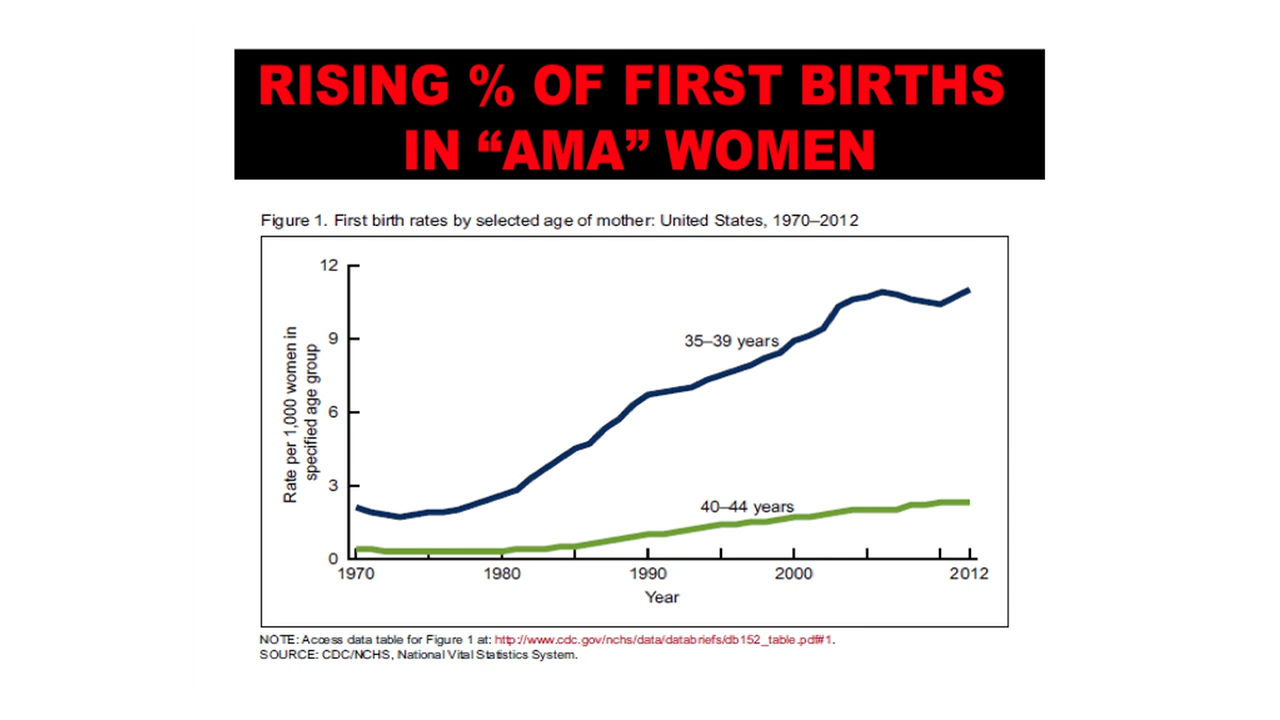 RISING % OF FIRST BIRTHS
IN “AMA” WOMEN
Figure 1. First birth rates by selected age of mother: United States, 1970–2012
12
9
6
3
0
Rate per 1,000 women in
specified age group
35–39 years
40–44 years
1970
1980
1990
2000
2012
Year
NOTE: Access data table for Figure 1 at: http://www.cdc.gov/nchs/data/databriefs/db152_table.pdf#1.
SOURCE: CDC/NCHS, National Vital Statistics System.